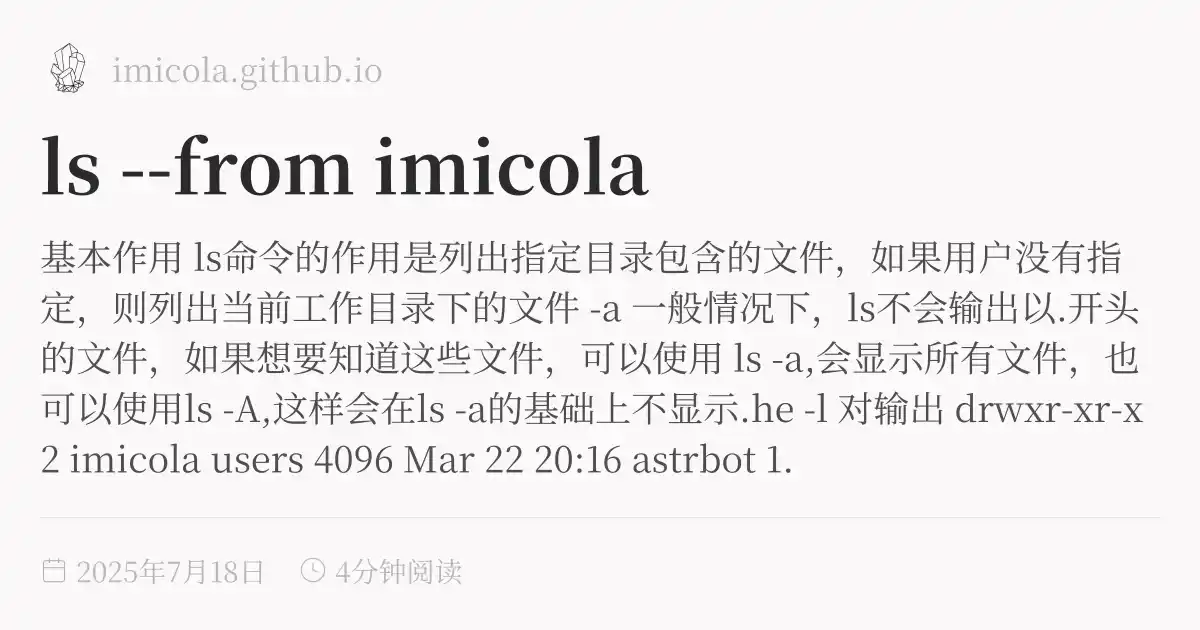 imicola.github.io
ls --from imicola
基本作用 ls命令的作用是列出指定目录包含的文件，如果用户没有指
定，则列出当前工作目录下的文件 -a 一般情况下，ls不会输出以.开头
的文件，如果想要知道这些文件，可以使用 ls -a,会显示所有文件，也
可以使用ls -A,这样会在ls -a的基础上不显示.he -l 对输出 drwxr-xr-x
2 imicola users 4096 Mar 22 20:16 astrbot 1.
2025年7月18日 4分钟阅读